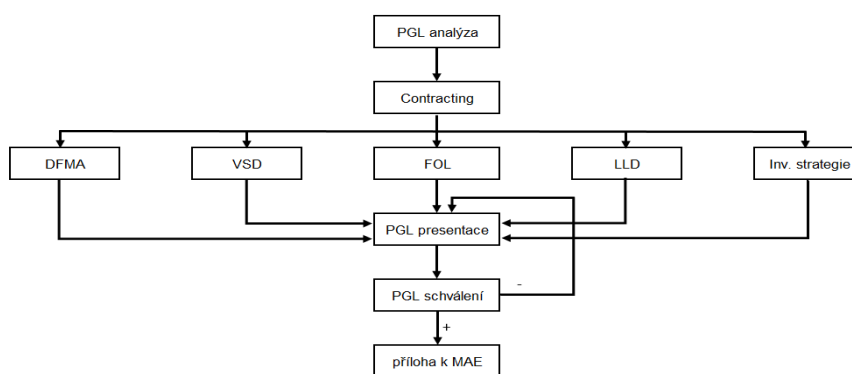 PGL analýza
Contracting
DFMA
VSD
FOL
LLD
Inv. strategie
PGL presentace
PGL schválení
-
+
příloha k MAE